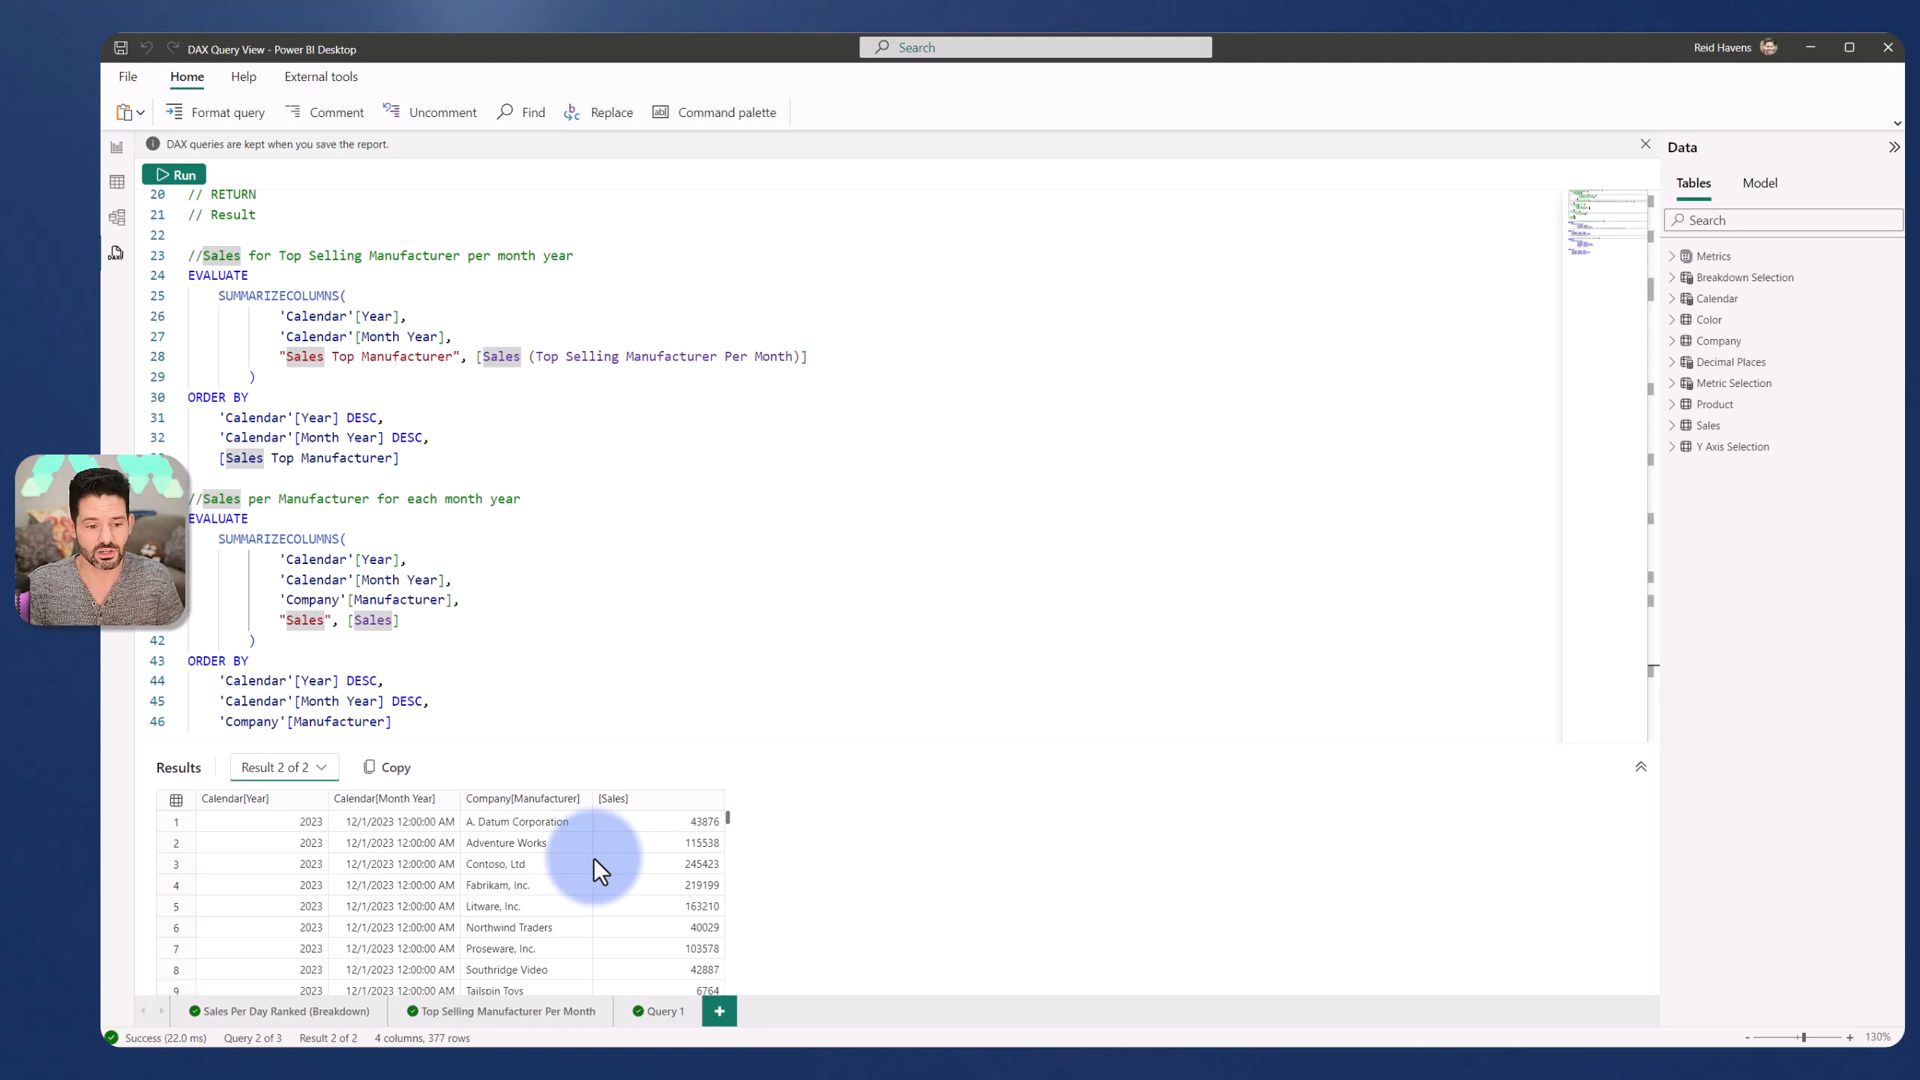 DAX Query View - Power BI Desktop
Search
Reid Havens
File Home Help External tools
Format query Comment Uncomment Find Replace Command palette
DAX queries are kept when you save the report.
Run
20 // RETURN
21 // Result
22
23 //Sales for Top Selling Manufacturer per month year
24 EVALUATE
25 SUMMARIZECOLUMNS(
26 'Calendar'[Year],
27 'Calendar'[Month Year],
28 "Sales Top Manufacturer", [Sales (Top Selling Manufacturer Per Month)]
29 )
30 ORDER BY
31 'Calendar'[Year] DESC,
32 'Calendar'[Month Year] DESC,
[Sales Top Manufacturer]
//Sales per Manufacturer for each month year
EVALUATE
SUMMARIZECOLUMNS(
'Calendar'[Year],
'Calendar'[Month Year],
'Company'[Manufacturer],
"Sales", [Sales]
42 )
43 ORDER BY
44 'Calendar'[Year] DESC,
45 'Calendar'[Month Year] DESC,
46 'Company'[Manufacturer]
Data
Tables Model
Search
Metrics
Breakdown Selection
Calendar
Color
Company
Decimal Places
Metric Selection
Product
Sales
Y Axis Selection
Results Result 2 of 2 Copy
Calendar[Year] Calendar[Month Year] Company[Manufacturer] [Sales]
1 2023 12/1/2023 12:00:00 AM A. Datum Corporation 43876
2 2023 12/1/2023 12:00:00 AM Adventure Works 115538
3 2023 12/1/2023 12:00:00 AM Contoso, Ltd 245423
4 2023 12/1/2023 12:00:00 AM Fabrikam, Inc. 219199
5 2023 12/1/2023 12:00:00 AM Litware, Inc. 163210
6 2023 12/1/2023 12:00:00 AM Northwind Traders 40029
7 2023 12/1/2023 12:00:00 AM Proseware, Inc. 103578
8 2023 12/1/2023 12:00:00 AM Southridge Video 42887
9 2023 12/1/2023 12:00:00 AM Tailspin Toys 6764
Sales Per Day Ranked (Breakdown) Top Selling Manufacturer Per Month Query 1
Success (22.0 ms) Query 2 of 3 Result 2 of 2 4 columns, 377 rows
- + 130%